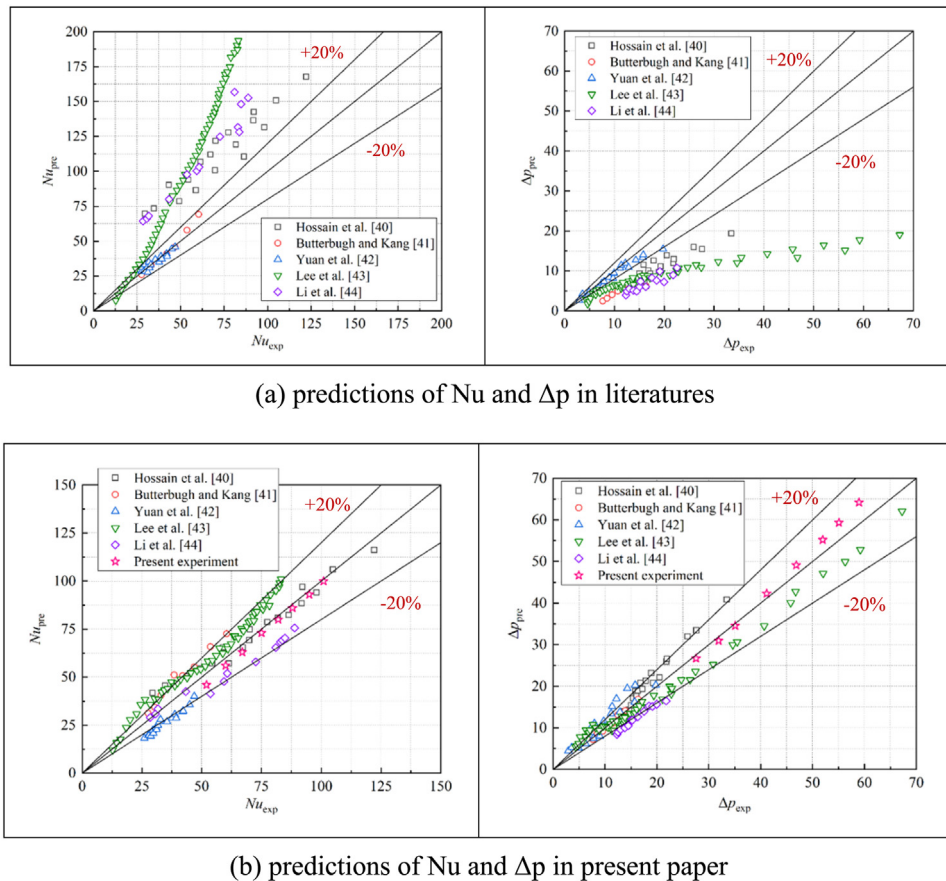 200
175
150
125
100
75
50
25
0
Nu_pre
+20%
-20%
Hossain et al. [40]
Butterbugh and Kang [41]
Yuan et al. [42]
Lee et al. [43]
Li et al. [44]
0 25 50 75 100 125 150 175 200
Nu_exp
70
60
50
40
30
20
10
0
Δp_pre
Hossain et al. [40]
Butterbugh and Kang [41]
Yuan et al. [42]
Lee et al. [43]
Li et al. [44]
+20%
-20%
0 10 20 30 40 50 60 70
Δp_exp
(a) predictions of Nu and Δp in literatures
150
125
100
75
50
25
0
Nu_pre
Hossain et al. [40]
Butterbugh and Kang [41]
Yuan et al. [42]
Lee et al. [43]
Li et al. [44]
Present experiment
+20%
-20%
0 25 50 75 100 125 150
Nu_exp
70
65
60
55
50
45
40
35
30
25
20
15
10
5
0
Δp_pre
Hossain et al. [40]
Butterbugh and Kang [41]
Yuan et al. [42]
Lee et al. [43]
Li et al. [44]
Present experiment
+20%
-20%
0 10 20 30 40 50 60 70
Δp_exp
(b) predictions of Nu and Δp in present paper